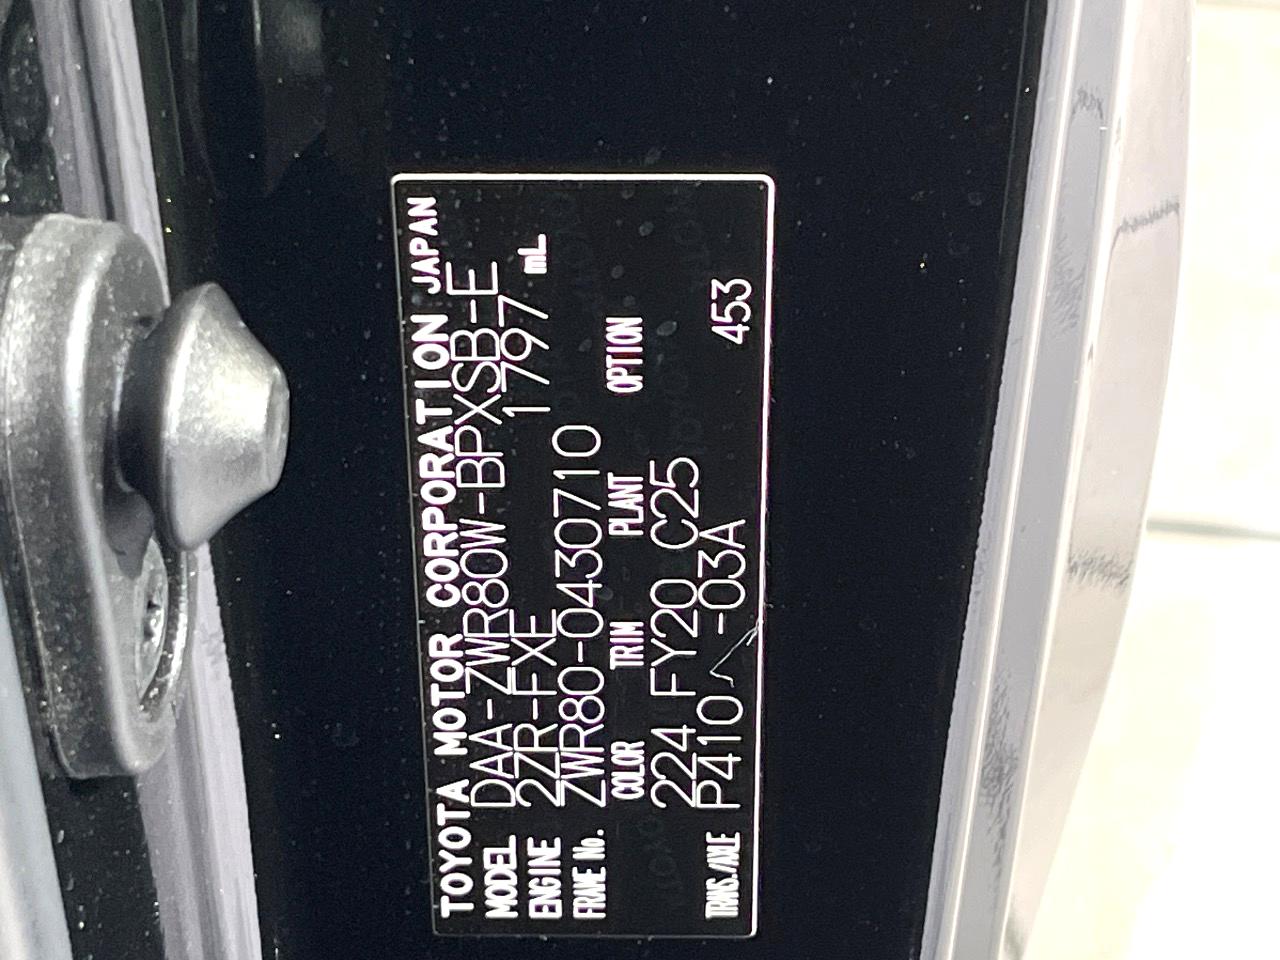 TOYOTA MOTOR CORPORATION JAPAN
MODEL DAA-ZWR80W-BPXSB-E
ENGINE 2ZR-FXE 1797 mL
FRAME No. ZWR80-0430710
COLOR TRIM PLANT OPTION
224 FY20 C25
TRANS./AXLE P410 -03A 453